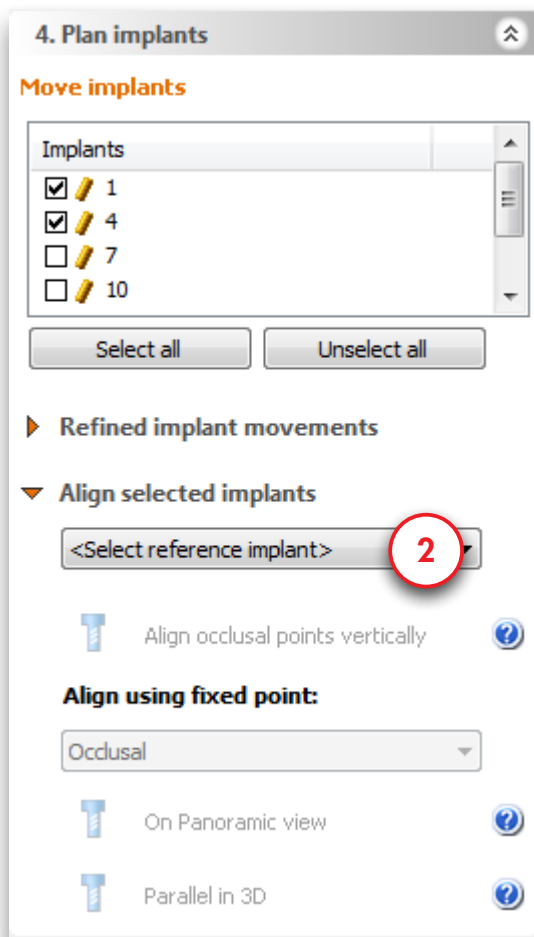 4. Plan implants
Move implants
Implants
1
4
7
10
Select all
Unselect all
Refined implant movements
Align selected implants
<Select reference implant>
2
Align occlusal points vertically
?
Align using fixed point:
Occlusal
On Panoramic view
?
Parallel in 3D
?